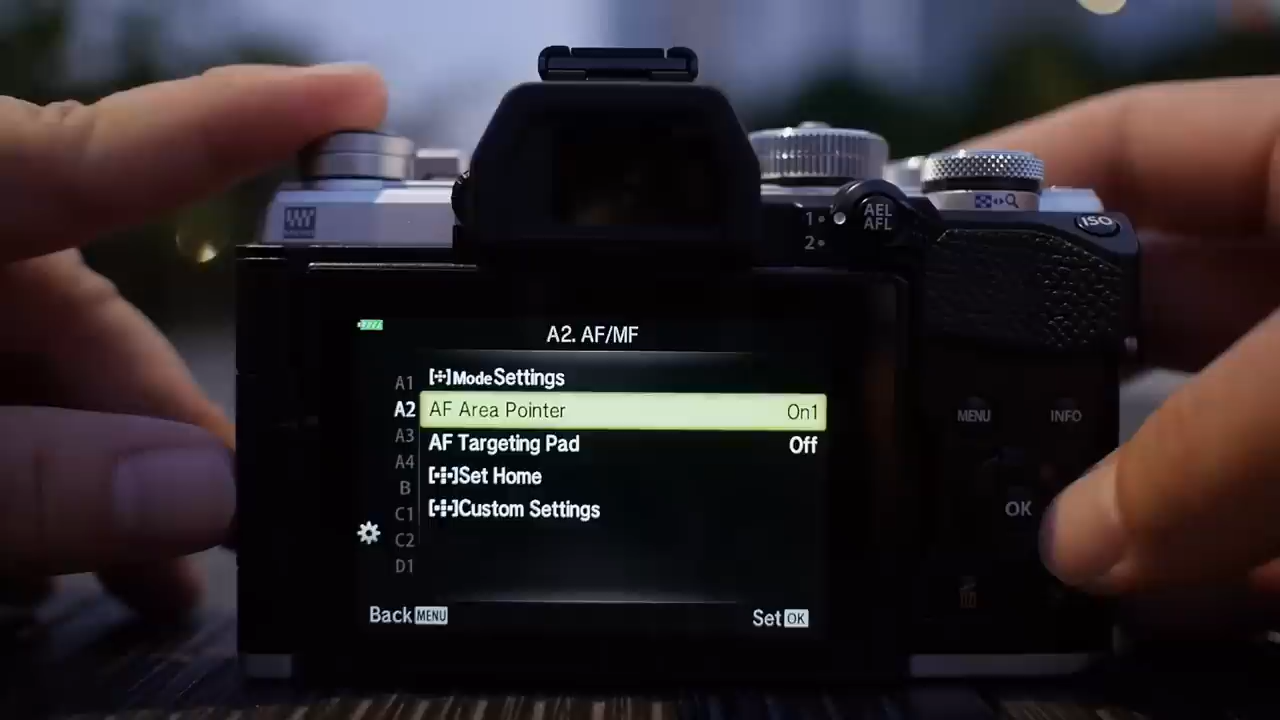 ISO
AEL
AFL
1
2
A2. AF/MF
A1
[·÷·]ModeSettings
A2
AF Area Pointer On1
A3
AF Targeting Pad Off
A4
[·÷·]Set Home
B
C1
[·÷·]Custom Settings
C2
D1
Back MENU
Set OK
MENU
INFO
OK